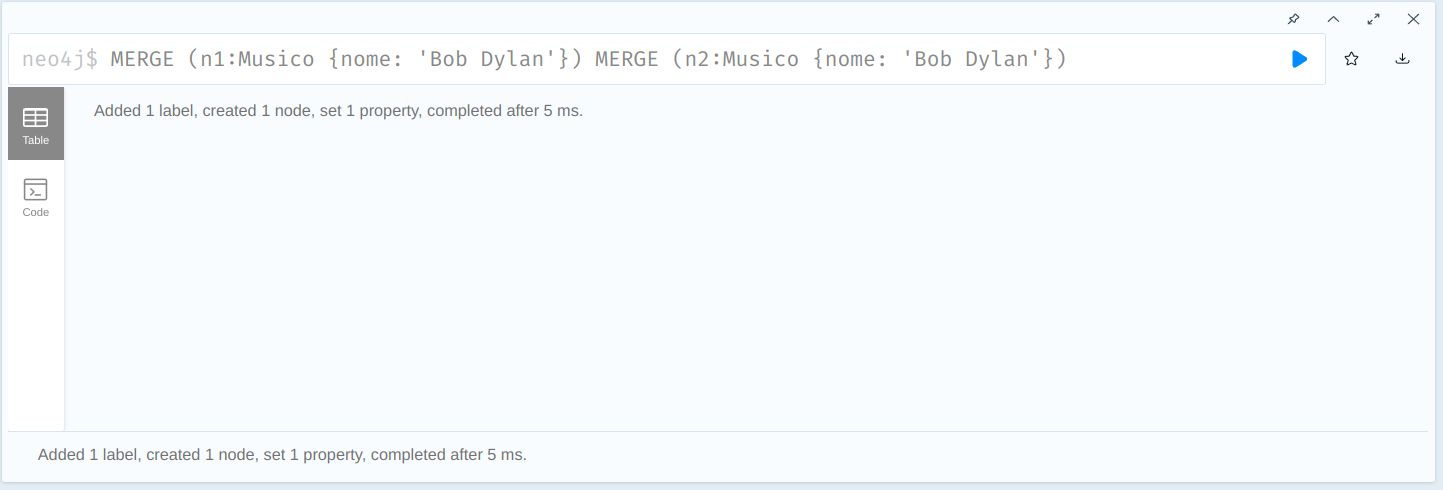 neo4j$ MERGE (n1:Musico {nome: 'Bob Dylan'}) MERGE (n2:Musico {nome: 'Bob Dylan'})
Table
Added 1 label, created 1 node, set 1 property, completed after 5 ms.
Code
Added 1 label, created 1 node, set 1 property, completed after 5 ms.